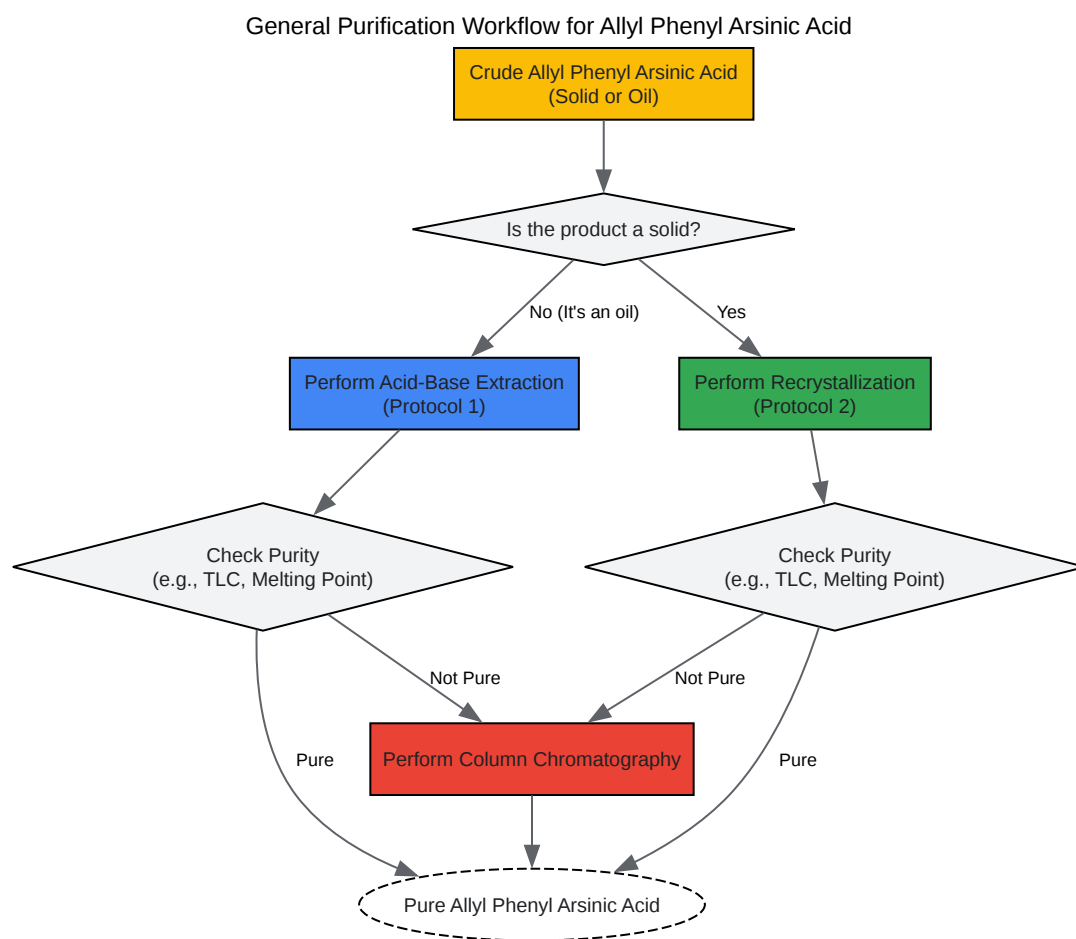 General Purification Workflow for Allyl Phenyl Arsinic Acid
Crude Allyl Phenyl Arsinic Acid
(Solid or Oil)
Is the product a solid?
No (It's an oil)
Yes
Perform Acid-Base Extraction
(Protocol 1)
Perform Recrystallization
(Protocol 2)
Check Purity
(e.g., TLC, Melting Point)
Check Purity
(e.g., TLC, Melting Point)
Not Pure
Not Pure
Pure
Perform Column Chromatography
Pure
Pure Allyl Phenyl Arsinic Acid